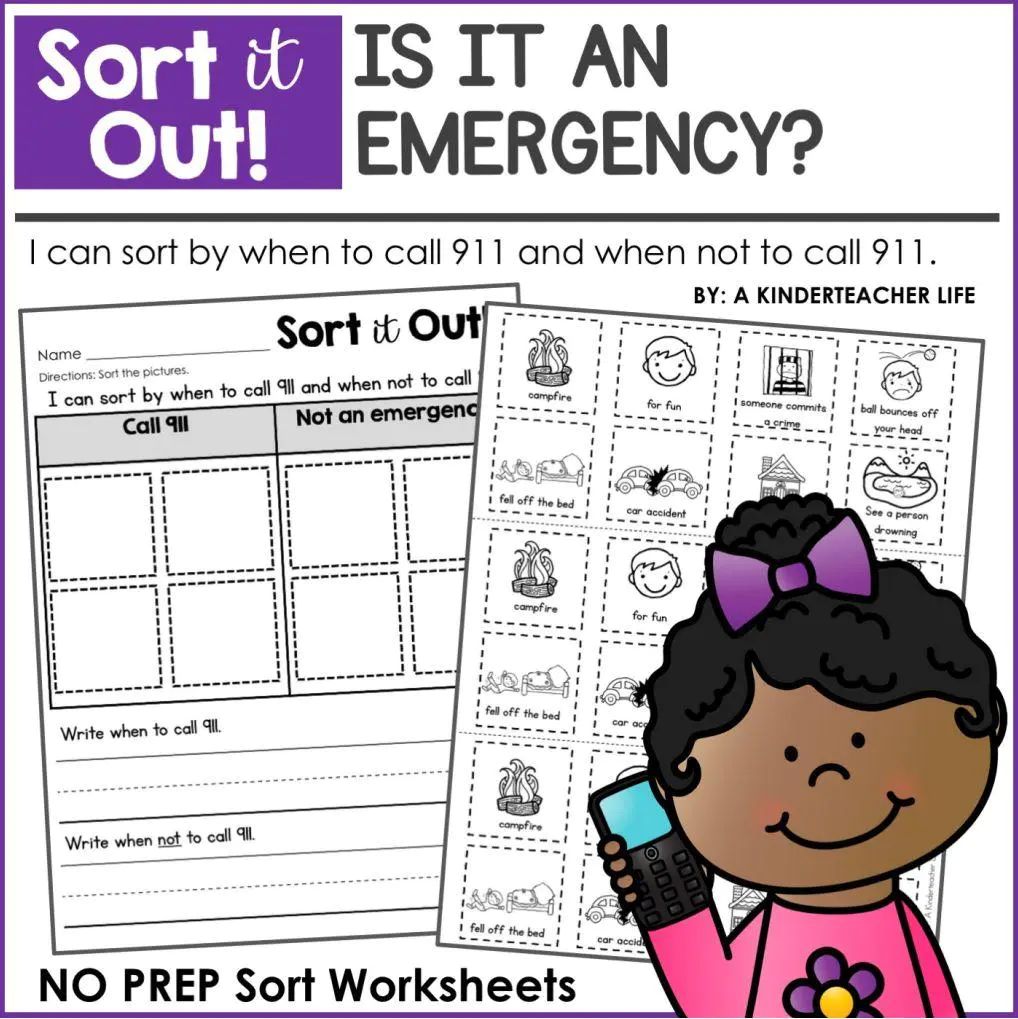 Sort it
Out!
IS IT AN
EMERGENCY?
I can sort by when to call 911 and when not to call 911.
BY: A KINDERTEACHER LIFE
Name
Sort it Out!
Directions: Sort the pictures.
I can sort by when to call 911 and when not to call
Call 911
Not an emergenc
Write when to call 911.
Write when not to call 911.
campfire
for fun
someone commits
a crime
ball bounces off
your head
fell off the bed
car accident
See a person
drowning
campfire
for fun
fell off the bed
car acc
campfire
fell off the bed
car accid
A Kinderteacher
NO PREP Sort Worksheets